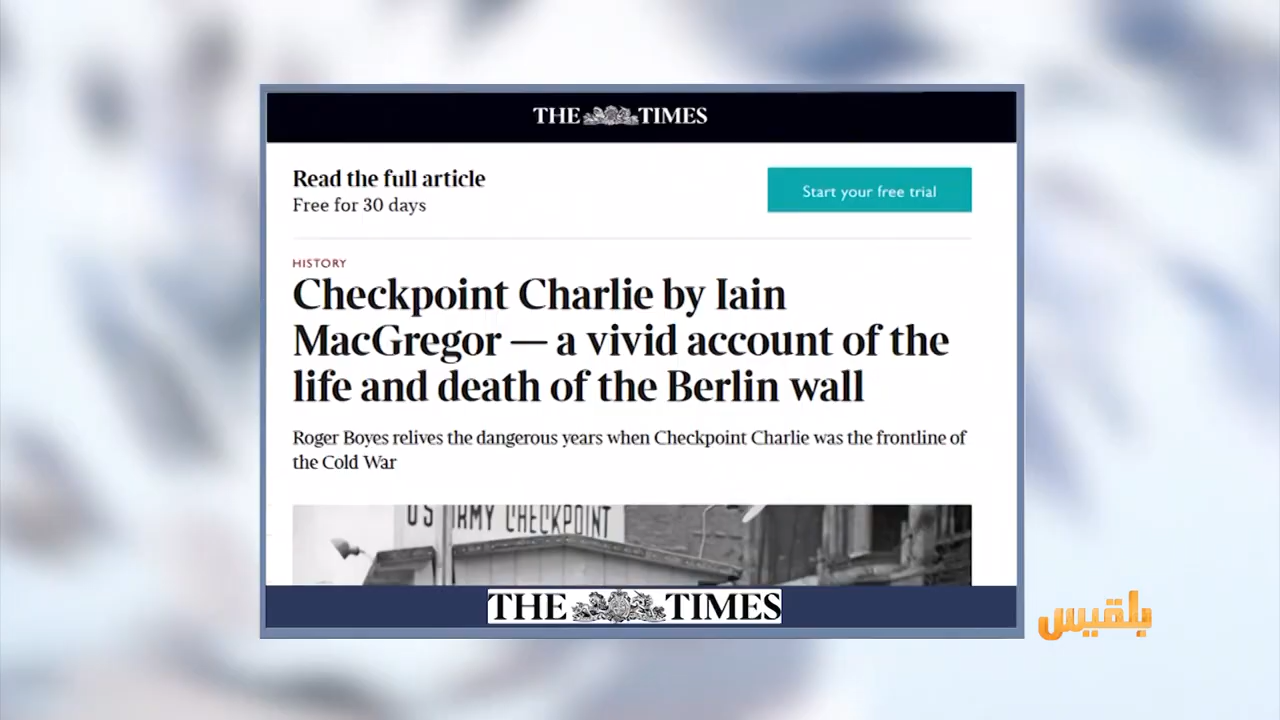 THE TIMES
Read the full article
Free for 30 days
Start your free trial
HISTORY
Checkpoint Charlie by Iain
MacGregor — a vivid account of the
life and death of the Berlin wall
Roger Boyes relives the dangerous years when Checkpoint Charlie was the frontline of
the Cold War
US ARMY CHECKPOINT
THE TIMES
بلقيس